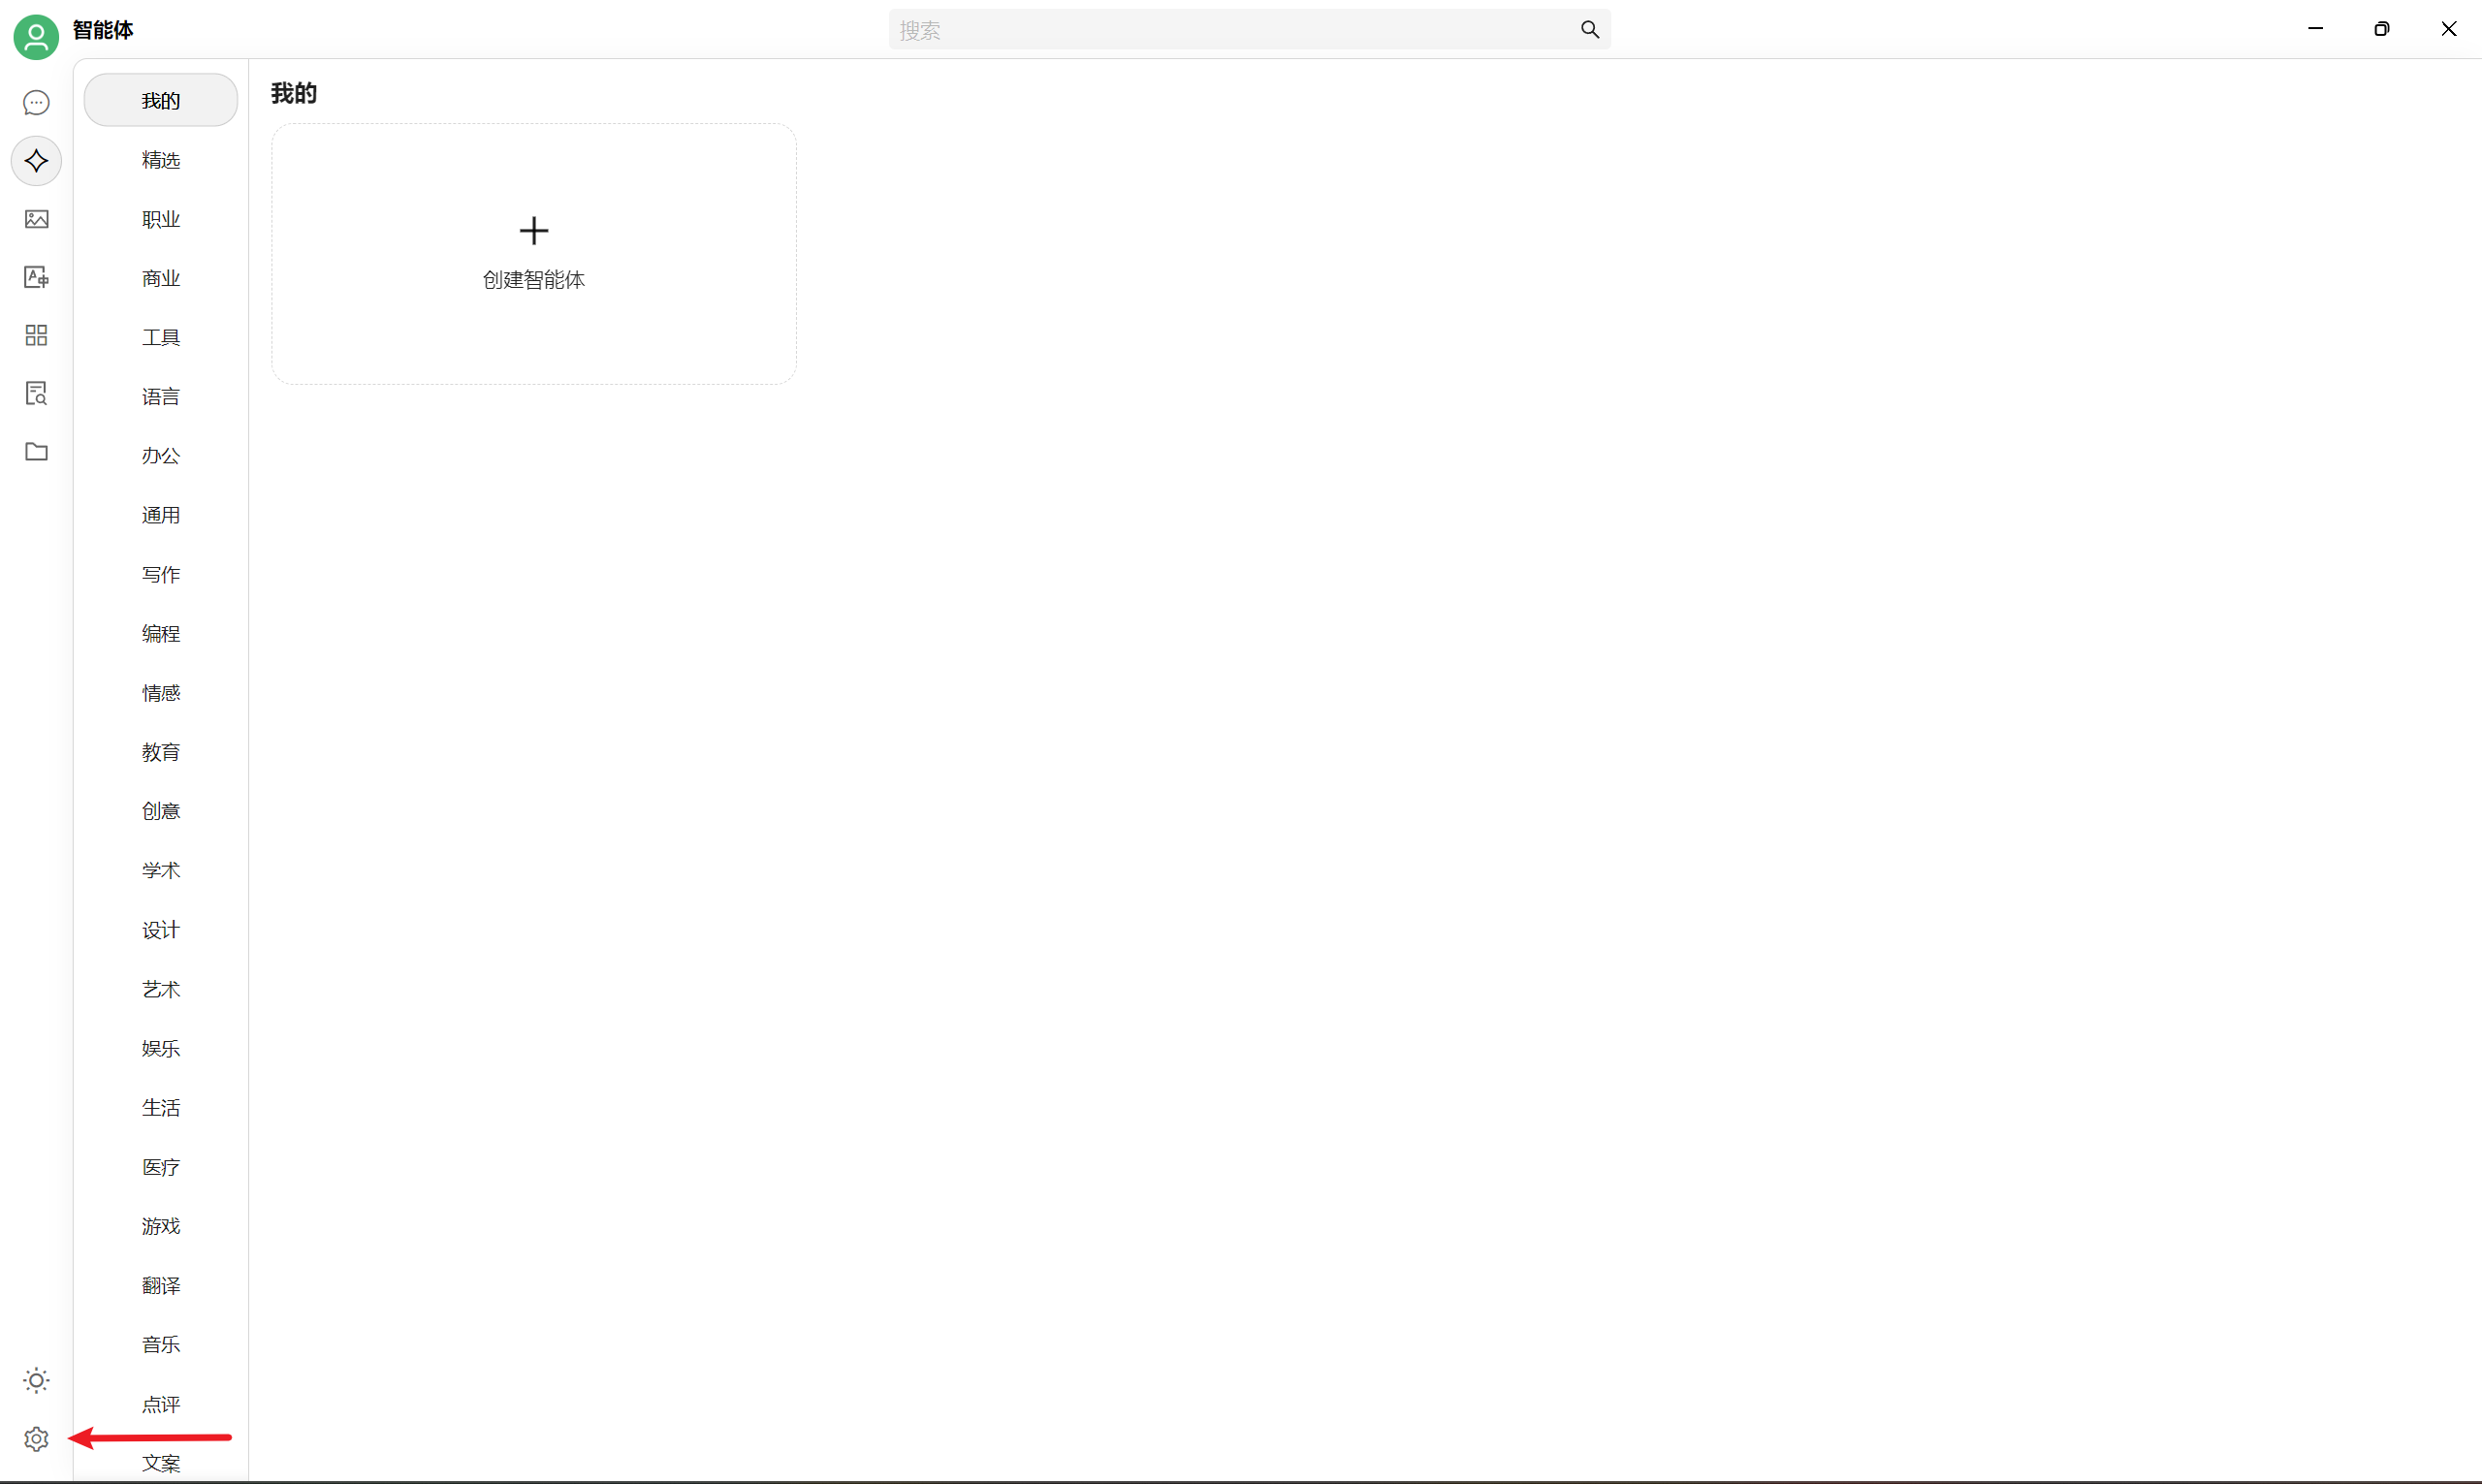 智能体
搜索
我的
精选
职业
商业
工具
语言
办公
通用
写作
编程
情感
教育
创意
学术
设计
艺术
娱乐
生活
医疗
游戏
翻译
音乐
点评
文案
我的
创建智能体